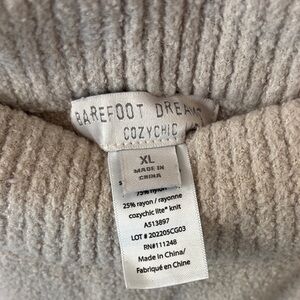 BAREFOOT DREAMS
COZYCHIC
XL
MADE IN
CHINA
75% nylon
25% rayon / rayonne
cozychic lite® knit
A513897
LOT # 202205CG03
RN#111248
Made in China/
Fabriqué en Chine